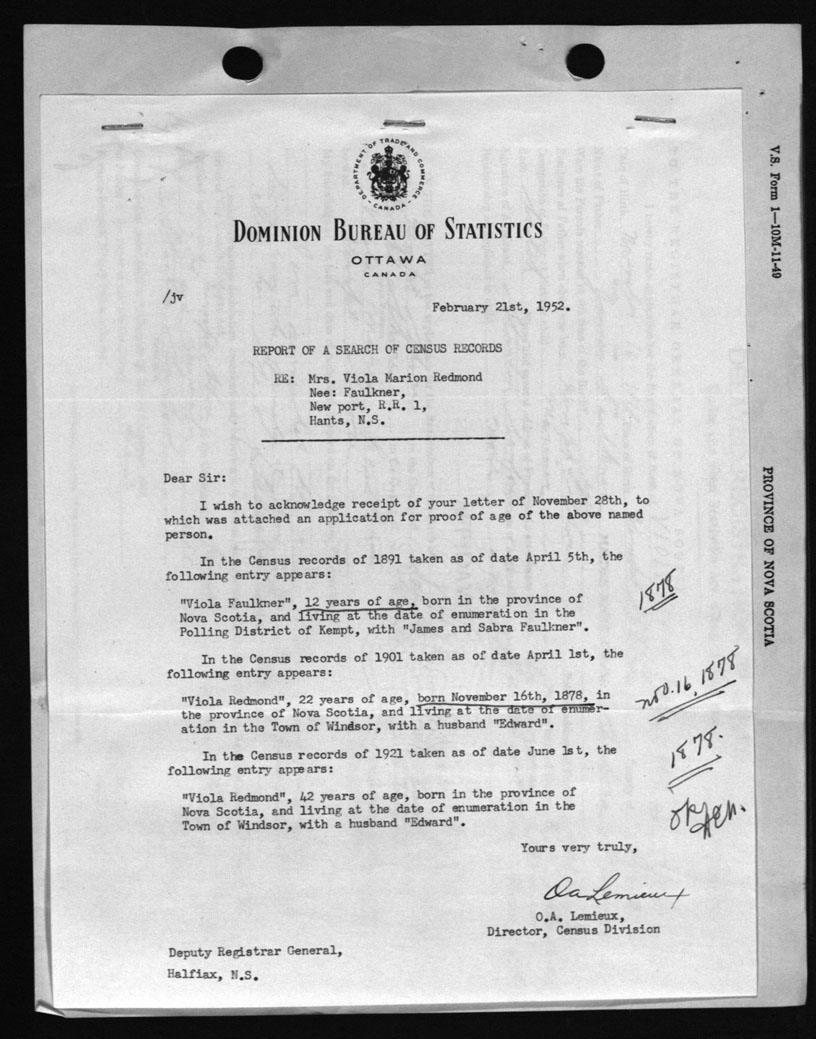 DEPARTMENT OF TRADE AND COMMERCE
CANADA
DOMINION BUREAU OF STATISTICS
OTTAWA
CANADA
/jv
February 21st, 1952.
REPORT OF A SEARCH OF CENSUS RECORDS
RE: Mrs. Viola Marion Redmond
Nee: Faulkner,
New port, R.R. 1,
Hants, N.S.
Dear Sir:
I wish to acknowledge receipt of your letter of November 28th, to
which was attached an application for proof of age of the above named
person.
In the Census records of 1891 taken as of date April 5th, the
following entry appears:
"Viola Faulkner", 12 years of age, born in the province of
Nova Scotia, and living at the date of enumeration in the
Polling District of Kempt, with "James and Sabra Faulkner".
1878
In the Census records of 1901 taken as of date April 1st, the
following entry appears:
"Viola Redmond", 22 years of age, born November 16th, 1878, in
the province of Nova Scotia, and living at the date of enumer-
ation in the Town of Windsor, with a husband "Edward".
nov.16,1878
In the Census records of 1921 taken as of date June 1st, the
following entry appears:
1878.
"Viola Redmond", 42 years of age, born in the province of
Nova Scotia, and living at the date of enumeration in the
Town of Windsor, with a husband "Edward".
ok
Yours very truly,
OaLemieux
O.A. Lemieux,
Director, Census Division
Deputy Registrar General,
Halfiax, N.S.
V.S. Form 1—10M-11-49
PROVINCE OF NOVA SCOTIA